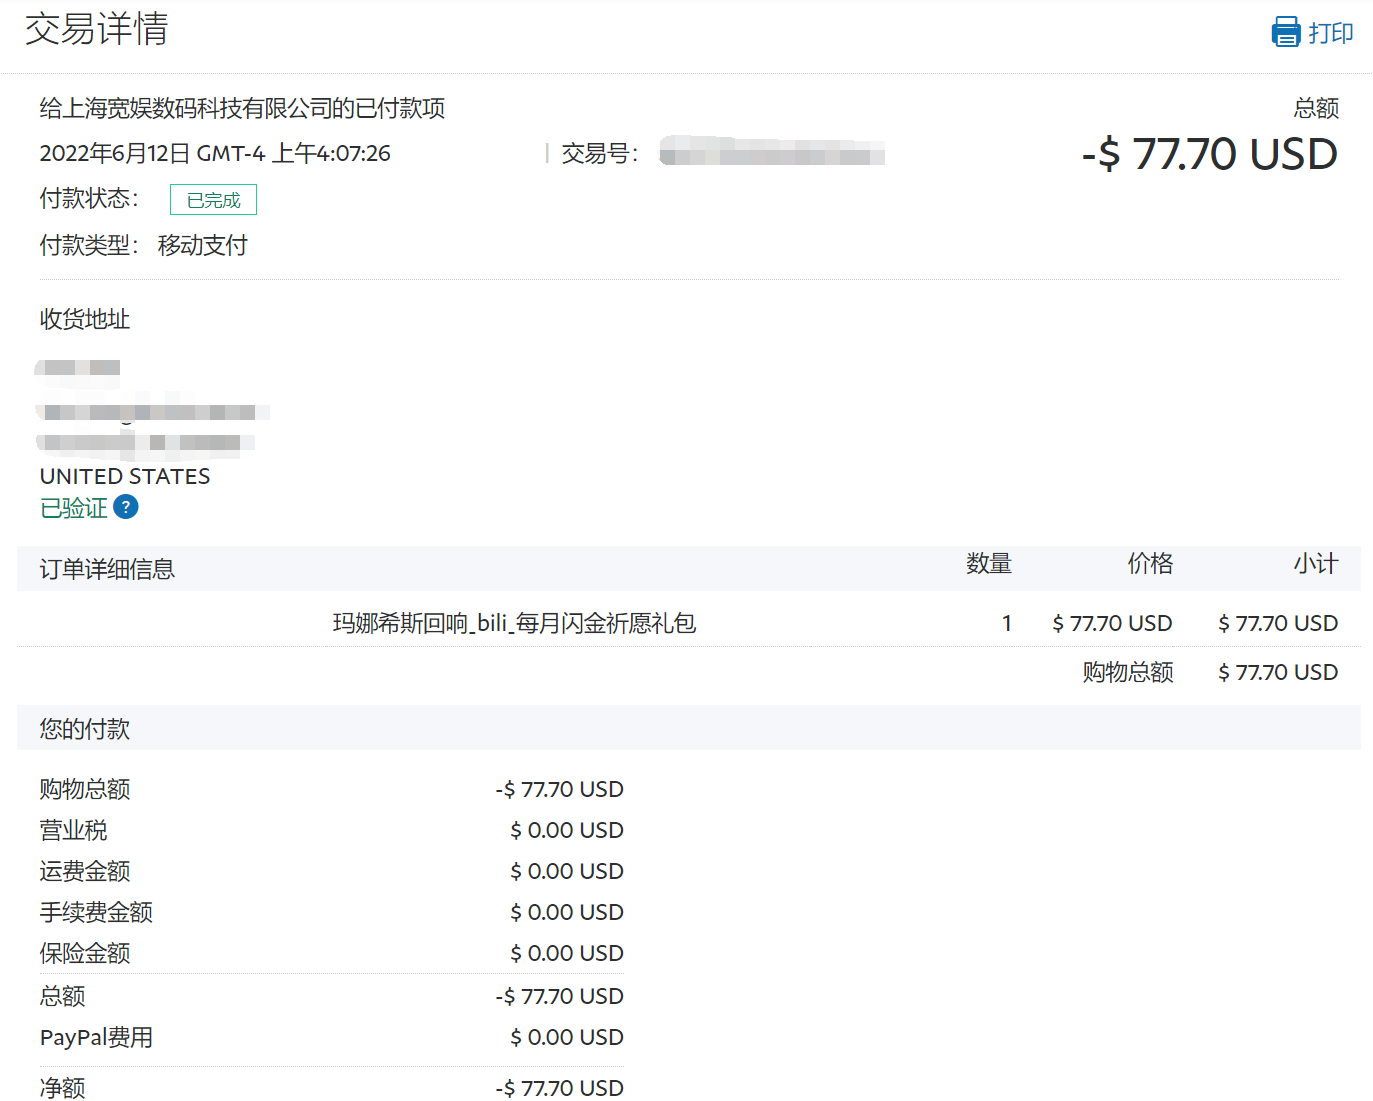 交易详情
打印
给上海宽娱数码科技有限公司的已付款项
总额
2022年6月12日 GMT-4 上午4:07:26 | 交易号：
-$ 77.70 USD
付款状态： 已完成
付款类型： 移动支付
收货地址
UNITED STATES
已验证 ?
订单详细信息 数量 价格 小计
玛娜希斯回响_bili_每月闪金祈愿礼包 1 $ 77.70 USD $ 77.70 USD
购物总额 $ 77.70 USD
您的付款
购物总额 -$ 77.70 USD
营业税 $ 0.00 USD
运费金额 $ 0.00 USD
手续费金额 $ 0.00 USD
保险金额 $ 0.00 USD
总额 -$ 77.70 USD
PayPal费用 $ 0.00 USD
净额 -$ 77.70 USD